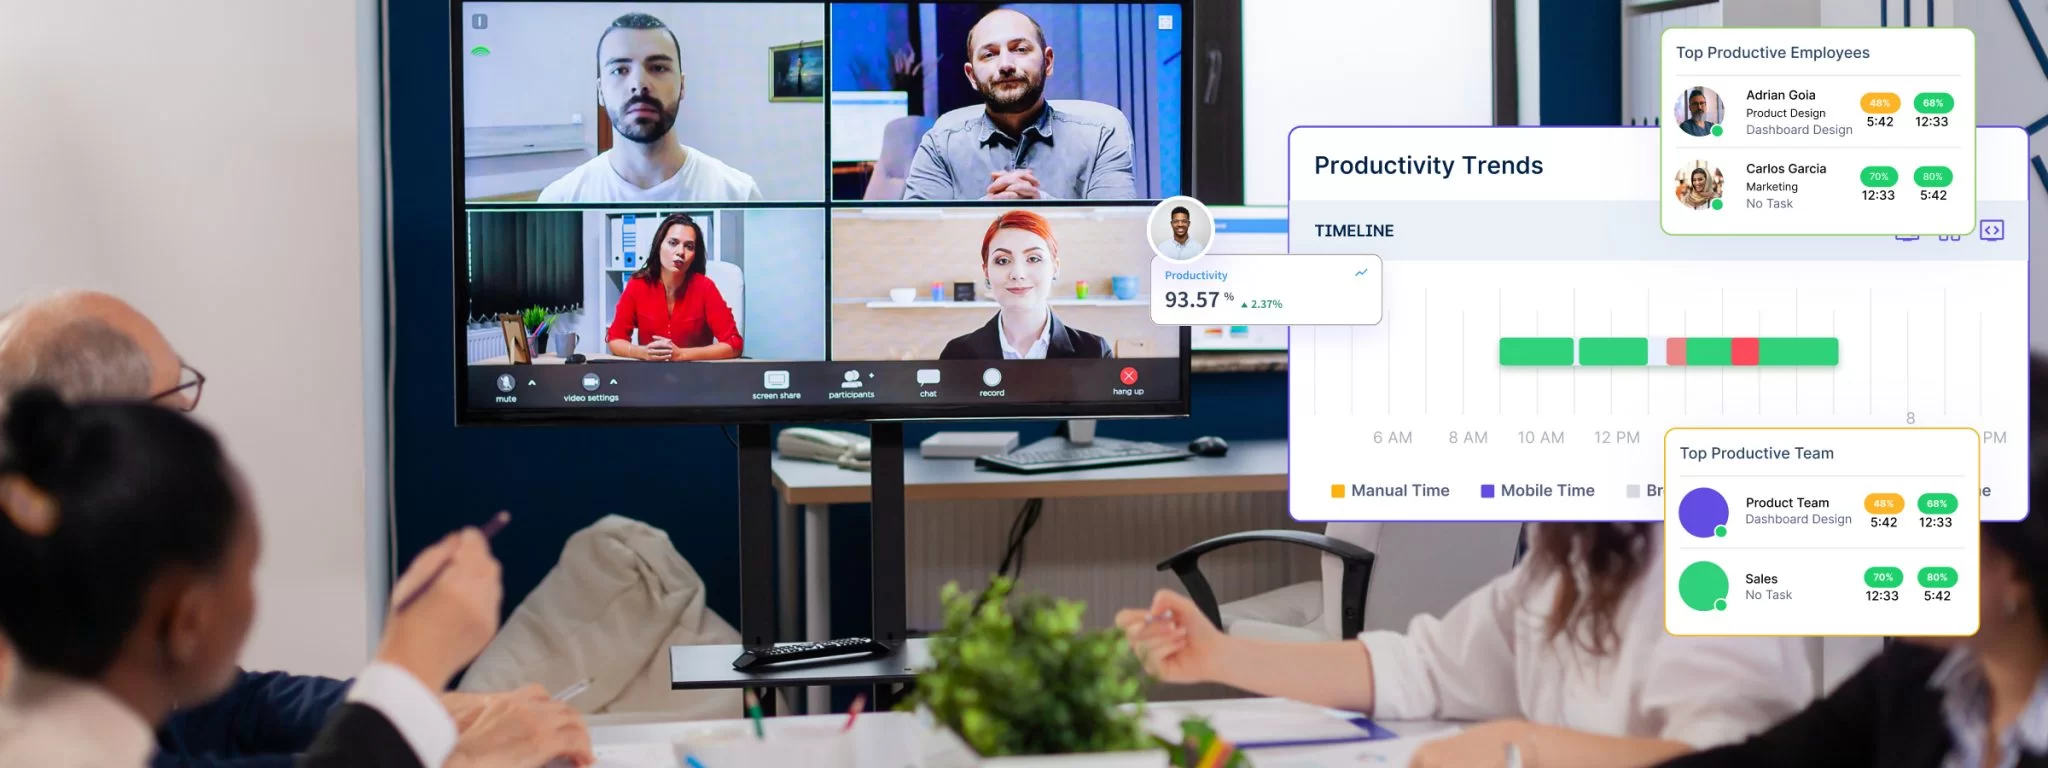 mute
video settings
screen share
participants
chat
record
hang up
Productivity
93.57 %
2.37%
Productivity Trends
TIMELINE
6 AM
8 AM
10 AM
12 PM
8
PM
Manual Time
Mobile Time
Top Productive Employees
Adrian Goia
Product Design
Dashboard Design
48%
5:42
68%
12:33
Carlos Garcia
Marketing
No Task
70%
12:33
80%
5:42
Top Productive Team
Product Team
Dashboard Design
48%
5:42
68%
12:33
Sales
No Task
70%
12:33
80%
5:42